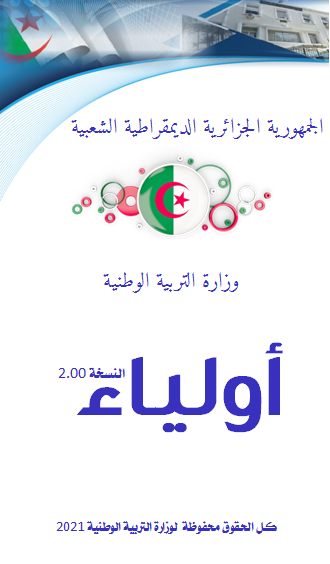 الجمهورية الجزائرية الديمقراطية الشعبية
وزارة التربية الوطنية
أولياء
النسخة 2.00
كل الحقوق محفوظة لوزارة التربية الوطنية 2021